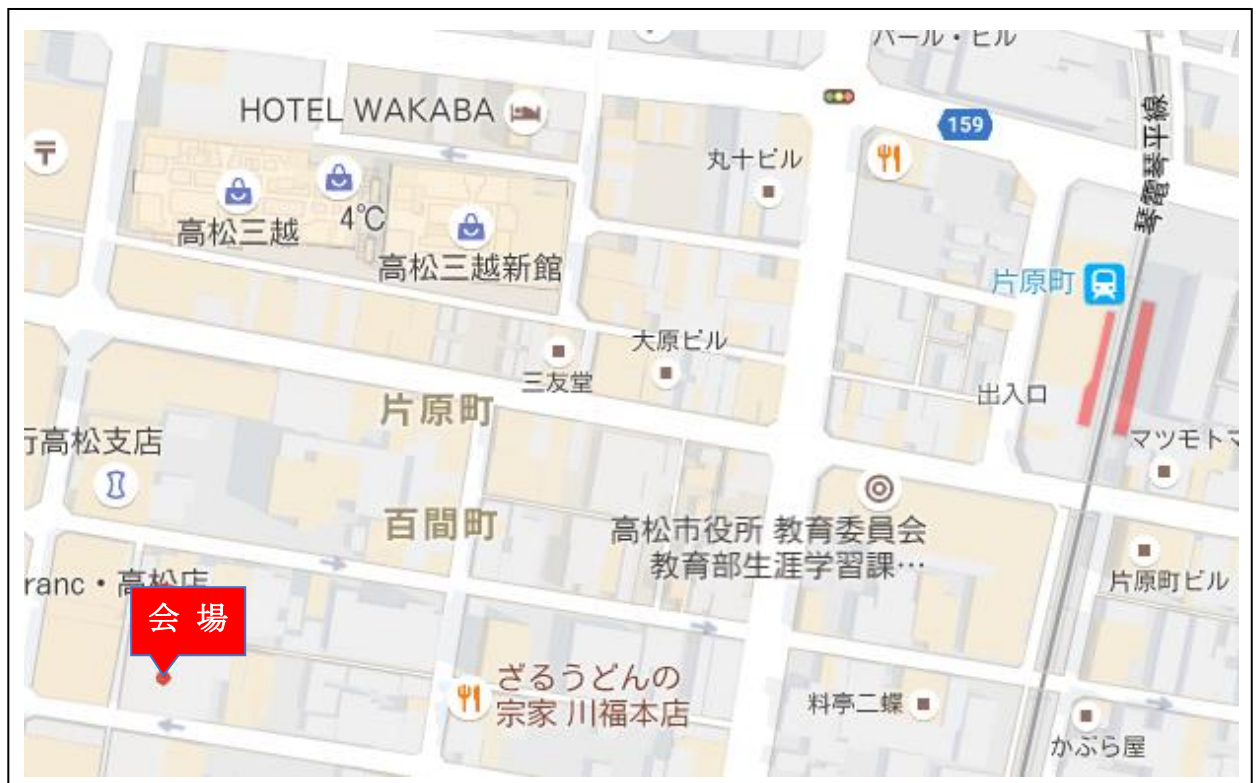 パール・ビル
HOTEL WAKABA
159
丸十ビル
琴電琴平線
〒
高松三越
4℃
高松三越新館
片原町
大原ビル
三友堂
出入口
片原町
行高松支店
マツモトマ
百間町
高松市役所 教育委員会
教育部生涯学習課…
片原町ビル
ranc・高松店
会 場
ざるうどんの
宗家 川福本店
料亭二蝶
かぶら屋